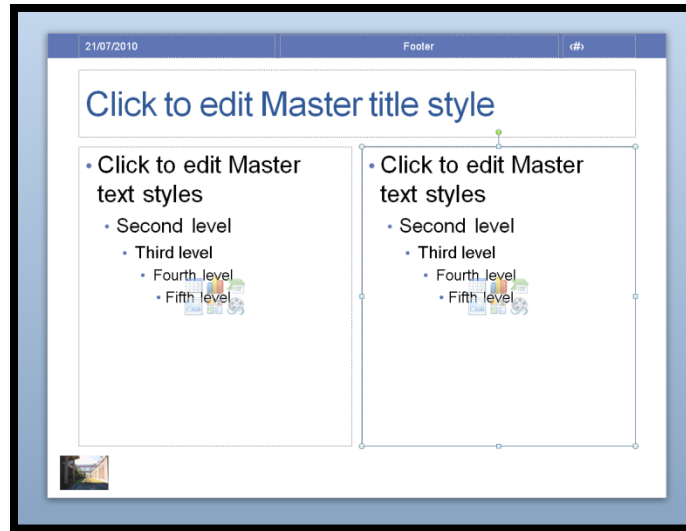 21/07/2010
Footer
‹#›
Click to edit Master title style
• Click to edit Master
text styles
• Second level
• Third level
• Fourth level
• Fifth level
• Click to edit Master
text styles
• Second level
• Third level
• Fourth level
• Fifth level